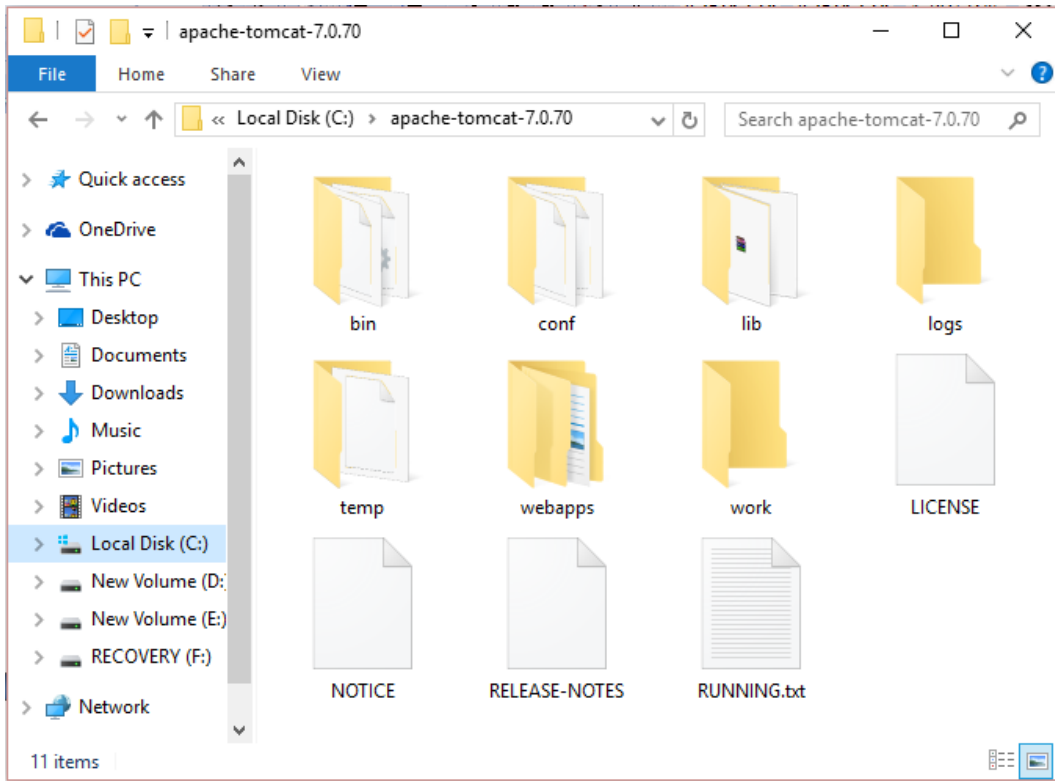 apache-tomcat-7.0.70
File Home Share View
« Local Disk (C:) › apache-tomcat-7.0.70 Search apache-tomcat-7.0.70
Quick access
OneDrive
This PC
Desktop
Documents
Downloads
Music
Pictures
Videos
Local Disk (C:)
New Volume (D:
New Volume (E:)
RECOVERY (F:)
Network
bin conf lib logs
temp webapps work LICENSE
NOTICE RELEASE-NOTES RUNNING.txt
11 items